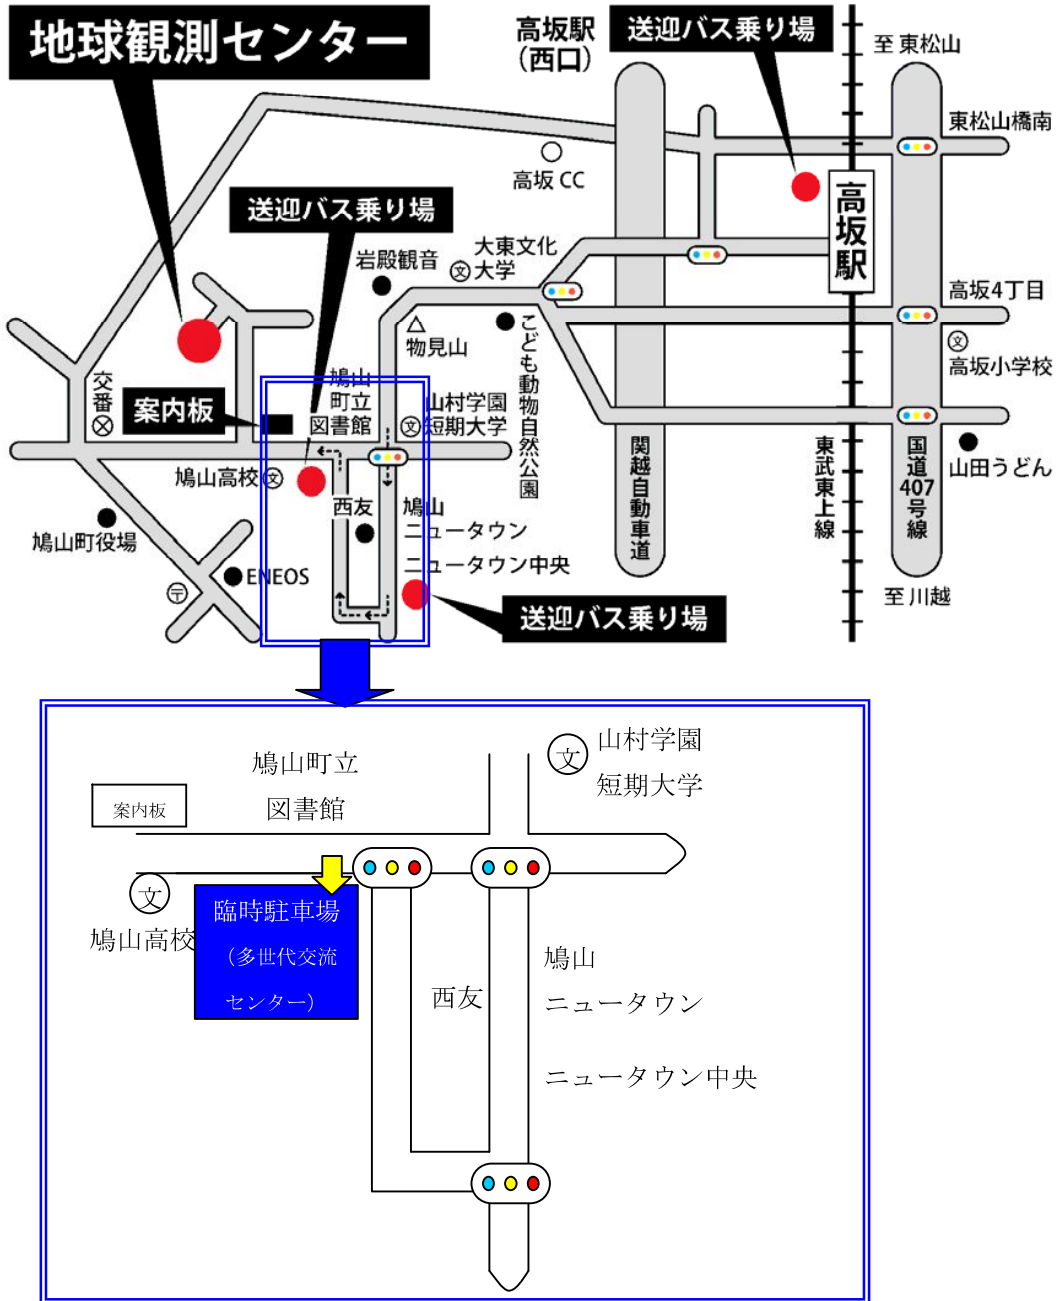 地球観測センター
高坂駅
（西口）
送迎バス乗り場
至 東松山
東松山橋南
高坂 CC
送迎バス乗り場
岩殿観音
大東文化
文 大学
高坂駅
高坂4丁目
文
高坂小学校
物見山
こども動物自然公園
交番
案内板
鳩山
町立
図書館
山村学園
文 短期大学
鳩山高校 文
西友
鳩山
ニュータウン
ニュータウン中央
関越自動車道
東武東上線
国道407号線
山田うどん
鳩山町役場
ENEOS
〒
至 川越
送迎バス乗り場
鳩山町立
図書館
文
山村学園
短期大学
案内板
文
鳩山高校
臨時駐車場
（多世代交流
センター）
西友
鳩山
ニュータウン
ニュータウン中央